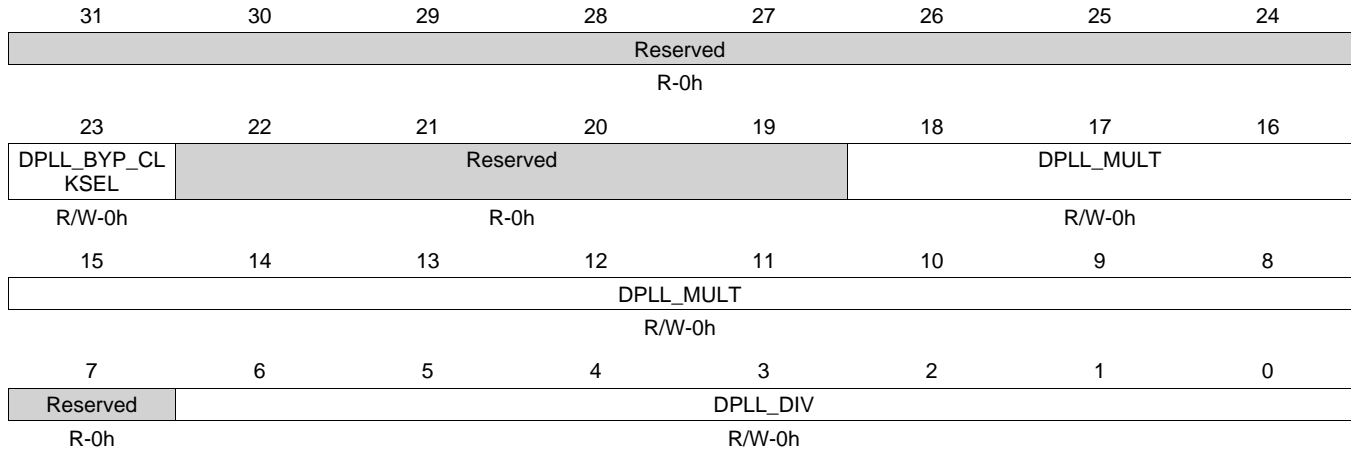 31 30 29 28 27 26 25 24
Reserved
R-0h
23 22 21 20 19 18 17 16
DPLL_BYP_CL Reserved DPLL_MULT
KSEL
R/W-0h R-0h R/W-0h
15 14 13 12 11 10 9 8
DPLL_MULT
R/W-0h
7 6 5 4 3 2 1 0
Reserved DPLL_DIV
R-0h R/W-0h